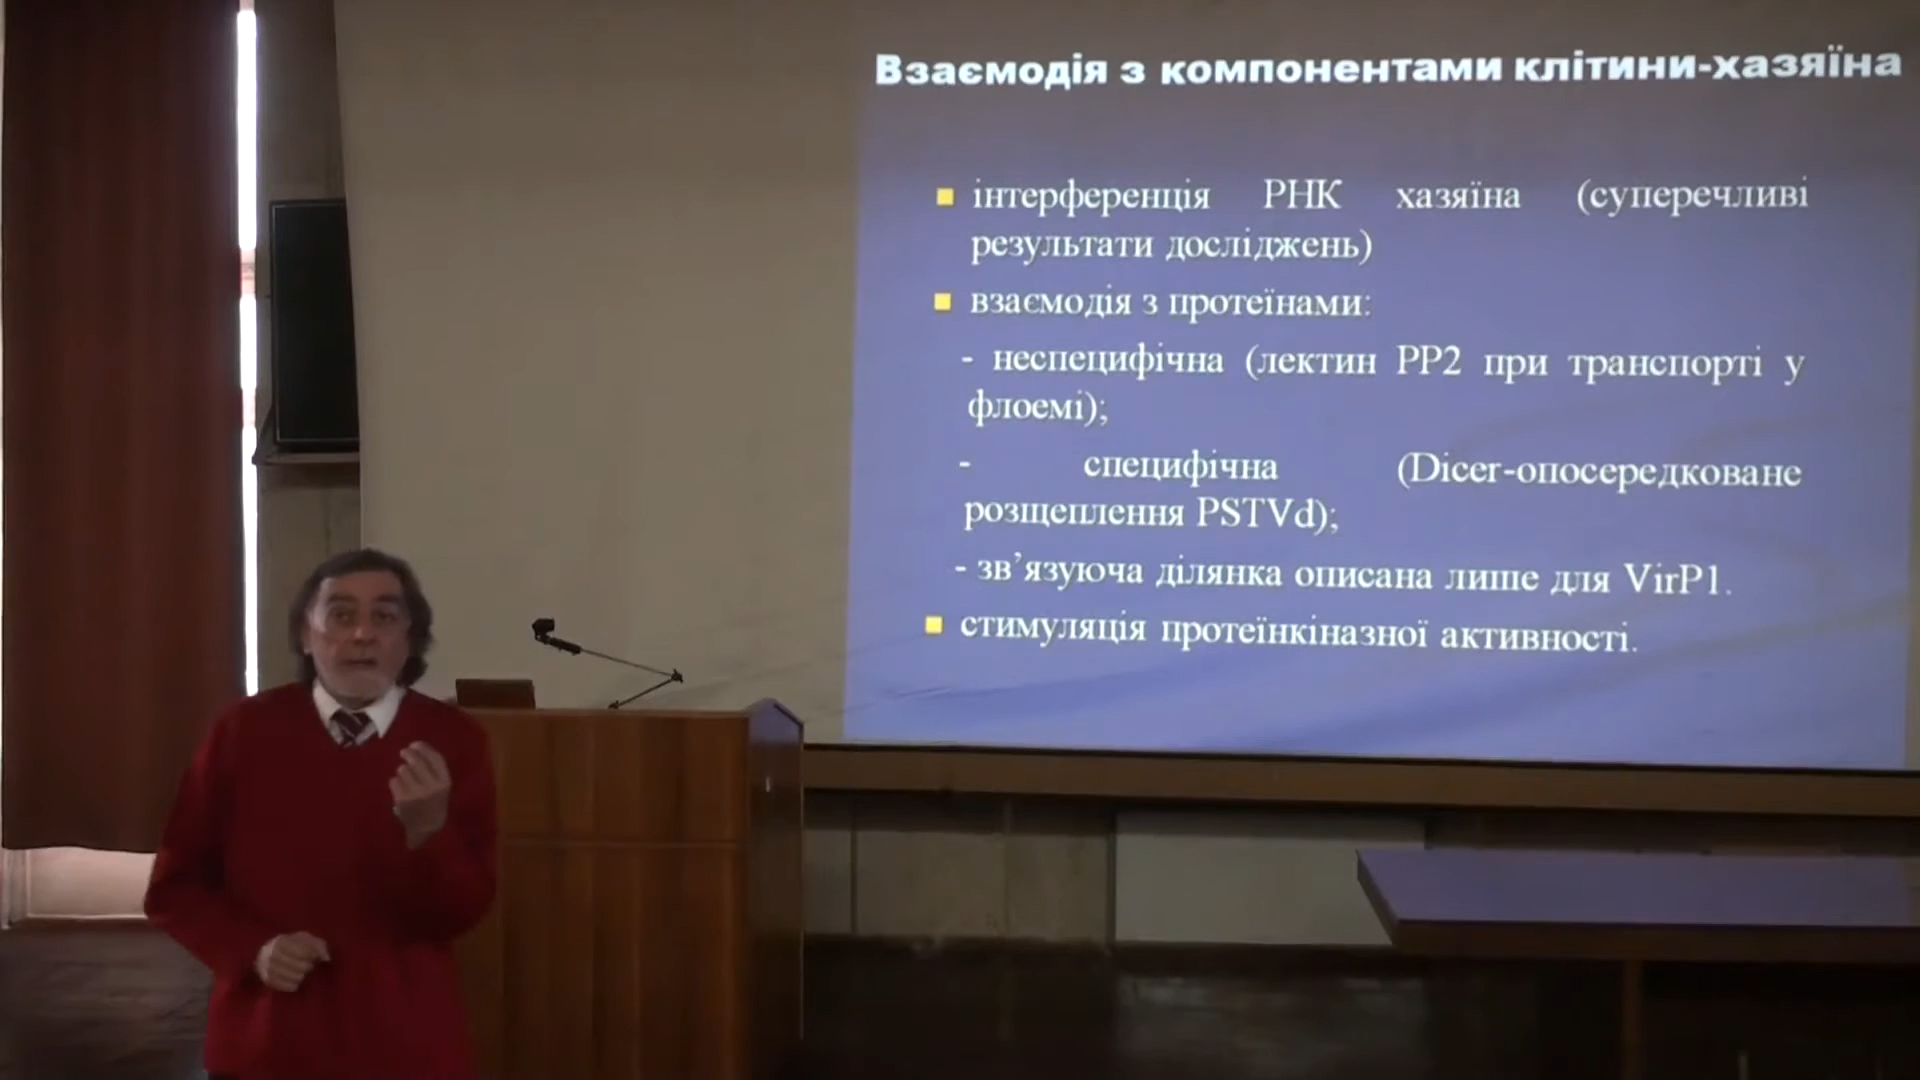 Взаємодія з компонентами клітини-хазяїна
інтерференція РНК хазяїна (суперечливі
результати досліджень)
взаємодія з протеїнами:
- неспецифічна (лектин PP2 при транспорті у
флоемі);
- специфічна (Dicer-опосередковане
розщеплення PSTVd);
- зв’язуюча ділянка описана лише для VirP1.
стимуляція протеїнкіназної активності.